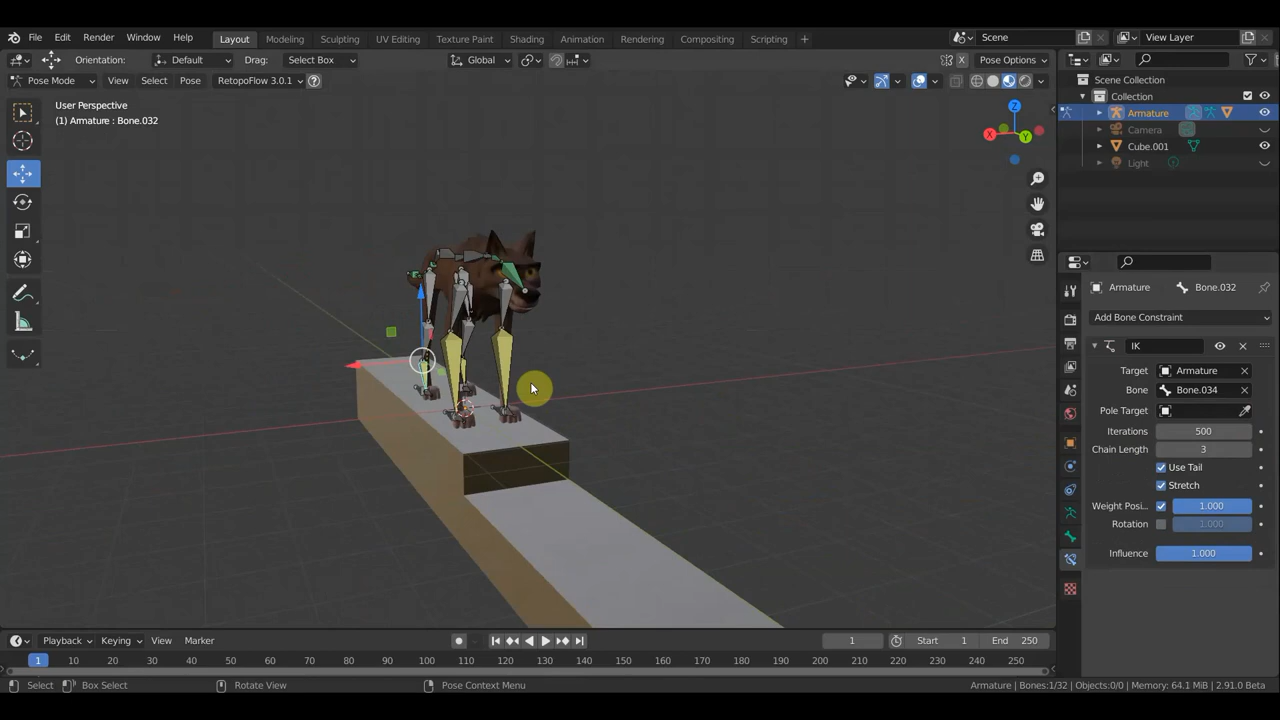 File Edit Render Window Help Layout Modeling Sculpting UV Editing Texture Paint Shading Animation Rendering Compositing Scripting + Scene View Layer
Orientation: Default Drag: Select Box Global X Pose Options
Pose Mode View Select Pose RetopoFlow 3.0.1 ?
User Perspective
(1) Armature : Bone.032
Z
X
Y
Scene Collection
Collection
Armature
Camera
Cube.001
Light
Armature Bone.032
Add Bone Constraint
IK
Target Armature
Bone Bone.034
Pole Target
Iterations 500
Chain Length 3
Use Tail
Stretch
Weight Posi... 1.000
Rotation 1.000
Influence 1.000
Playback Keying View Marker 1 Start 1 End 250
1 10 20 30 40 50 60 70 80 90 100 110 120 130 140 150 160 170 180 190 200 210 220 230 240 250
Select Box Select Rotate View Pose Context Menu Armature | Bones:1/32 | Objects:0/0 | Memory: 64.1 MiB | 2.91.0 Beta